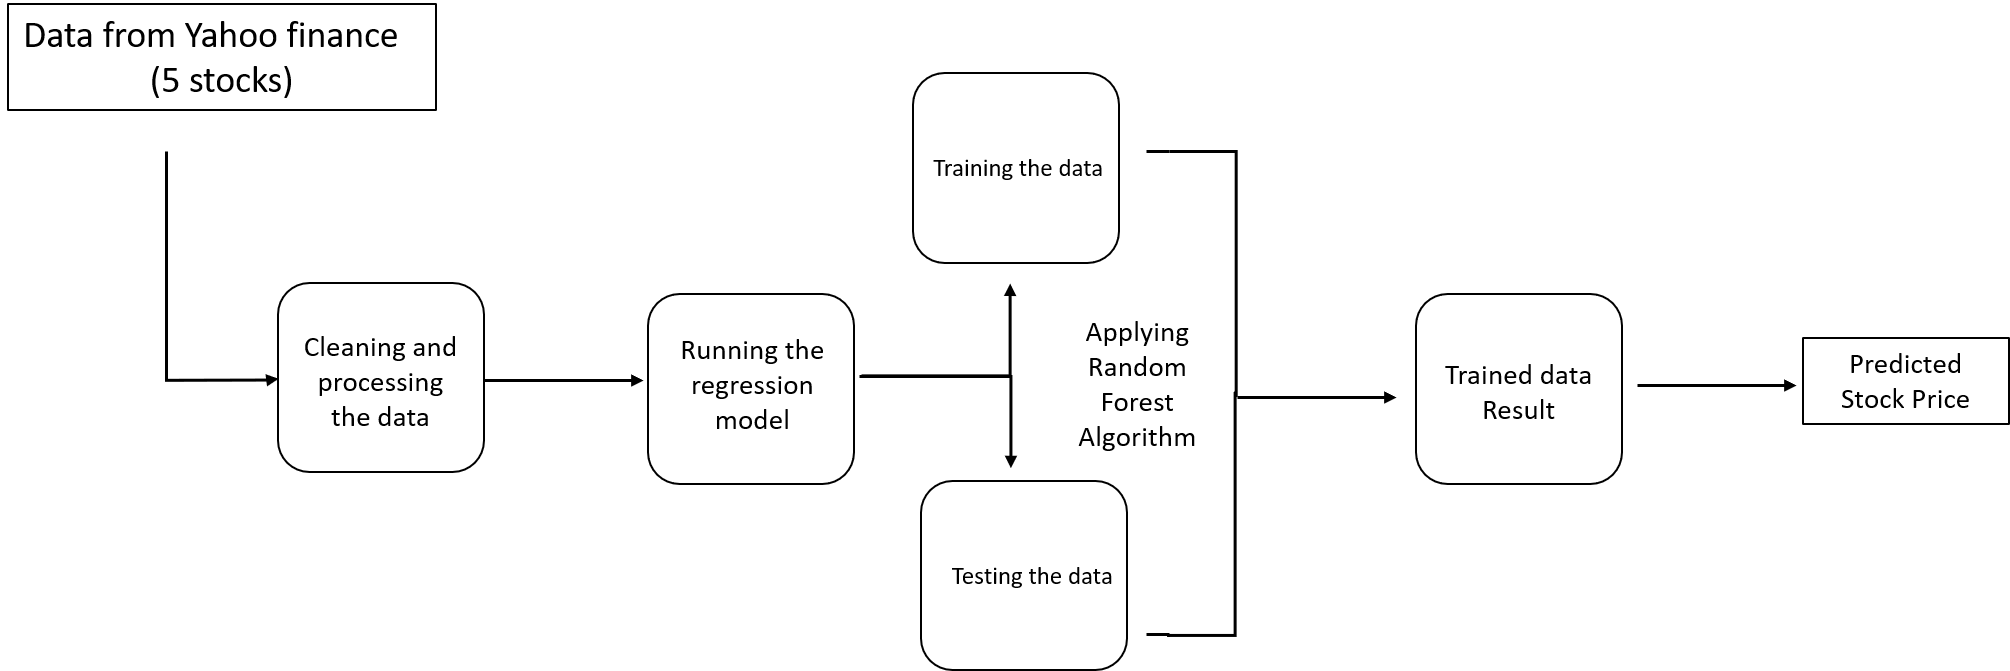 Data from Yahoo finance
(5 stocks)
Cleaning and
processing
the data
Running the
regression
model
Training the data
Applying
Random
Forest
Algorithm
Testing the data
Trained data
Result
Predicted
Stock Price